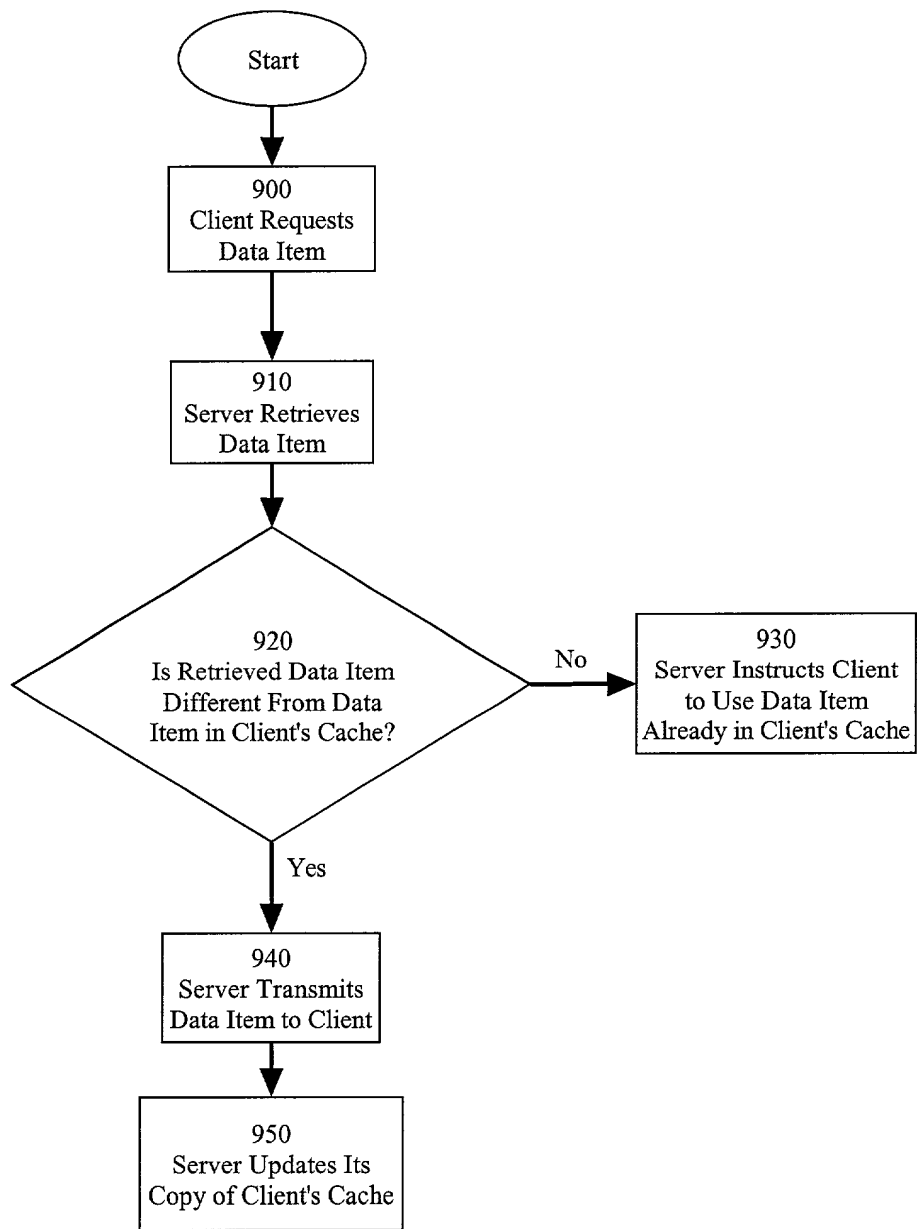 Start
900
Client Requests
Data Item
910
Server Retrieves
Data Item
920
Is Retrieved Data Item
Different From Data
Item in Client's Cache?
No
930
Server Instructs Client
to Use Data Item
Already in Client's Cache
Yes
940
Server Transmits
Data Item to Client
950
Server Updates Its
Copy of Client's Cache